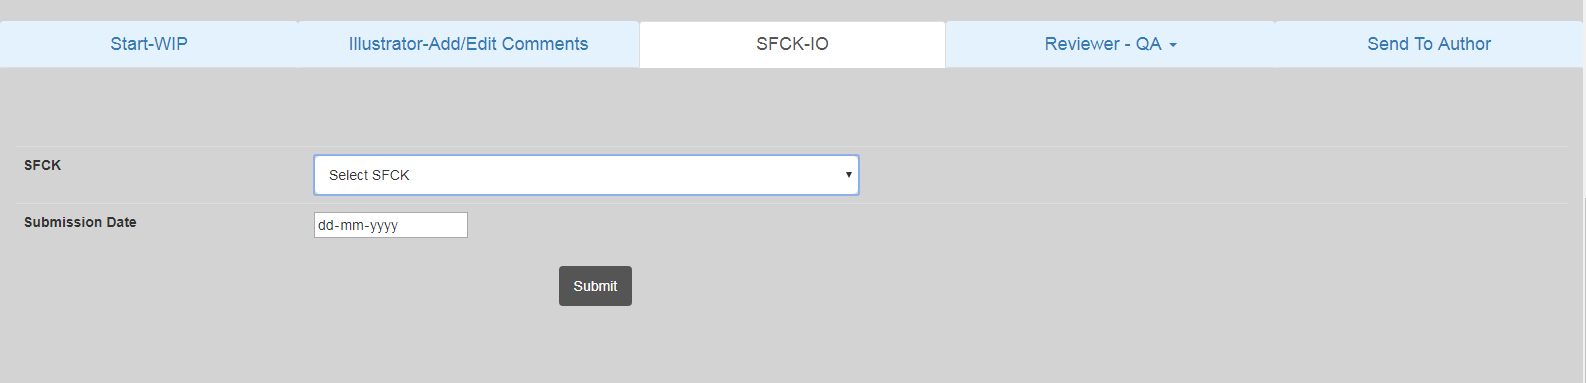 Start-WIP Illustrator-Add/Edit Comments SFCK-IO Reviewer - QA Send To Author
SFCK Select SFCK
Submission Date dd-mm-yyyy
Submit